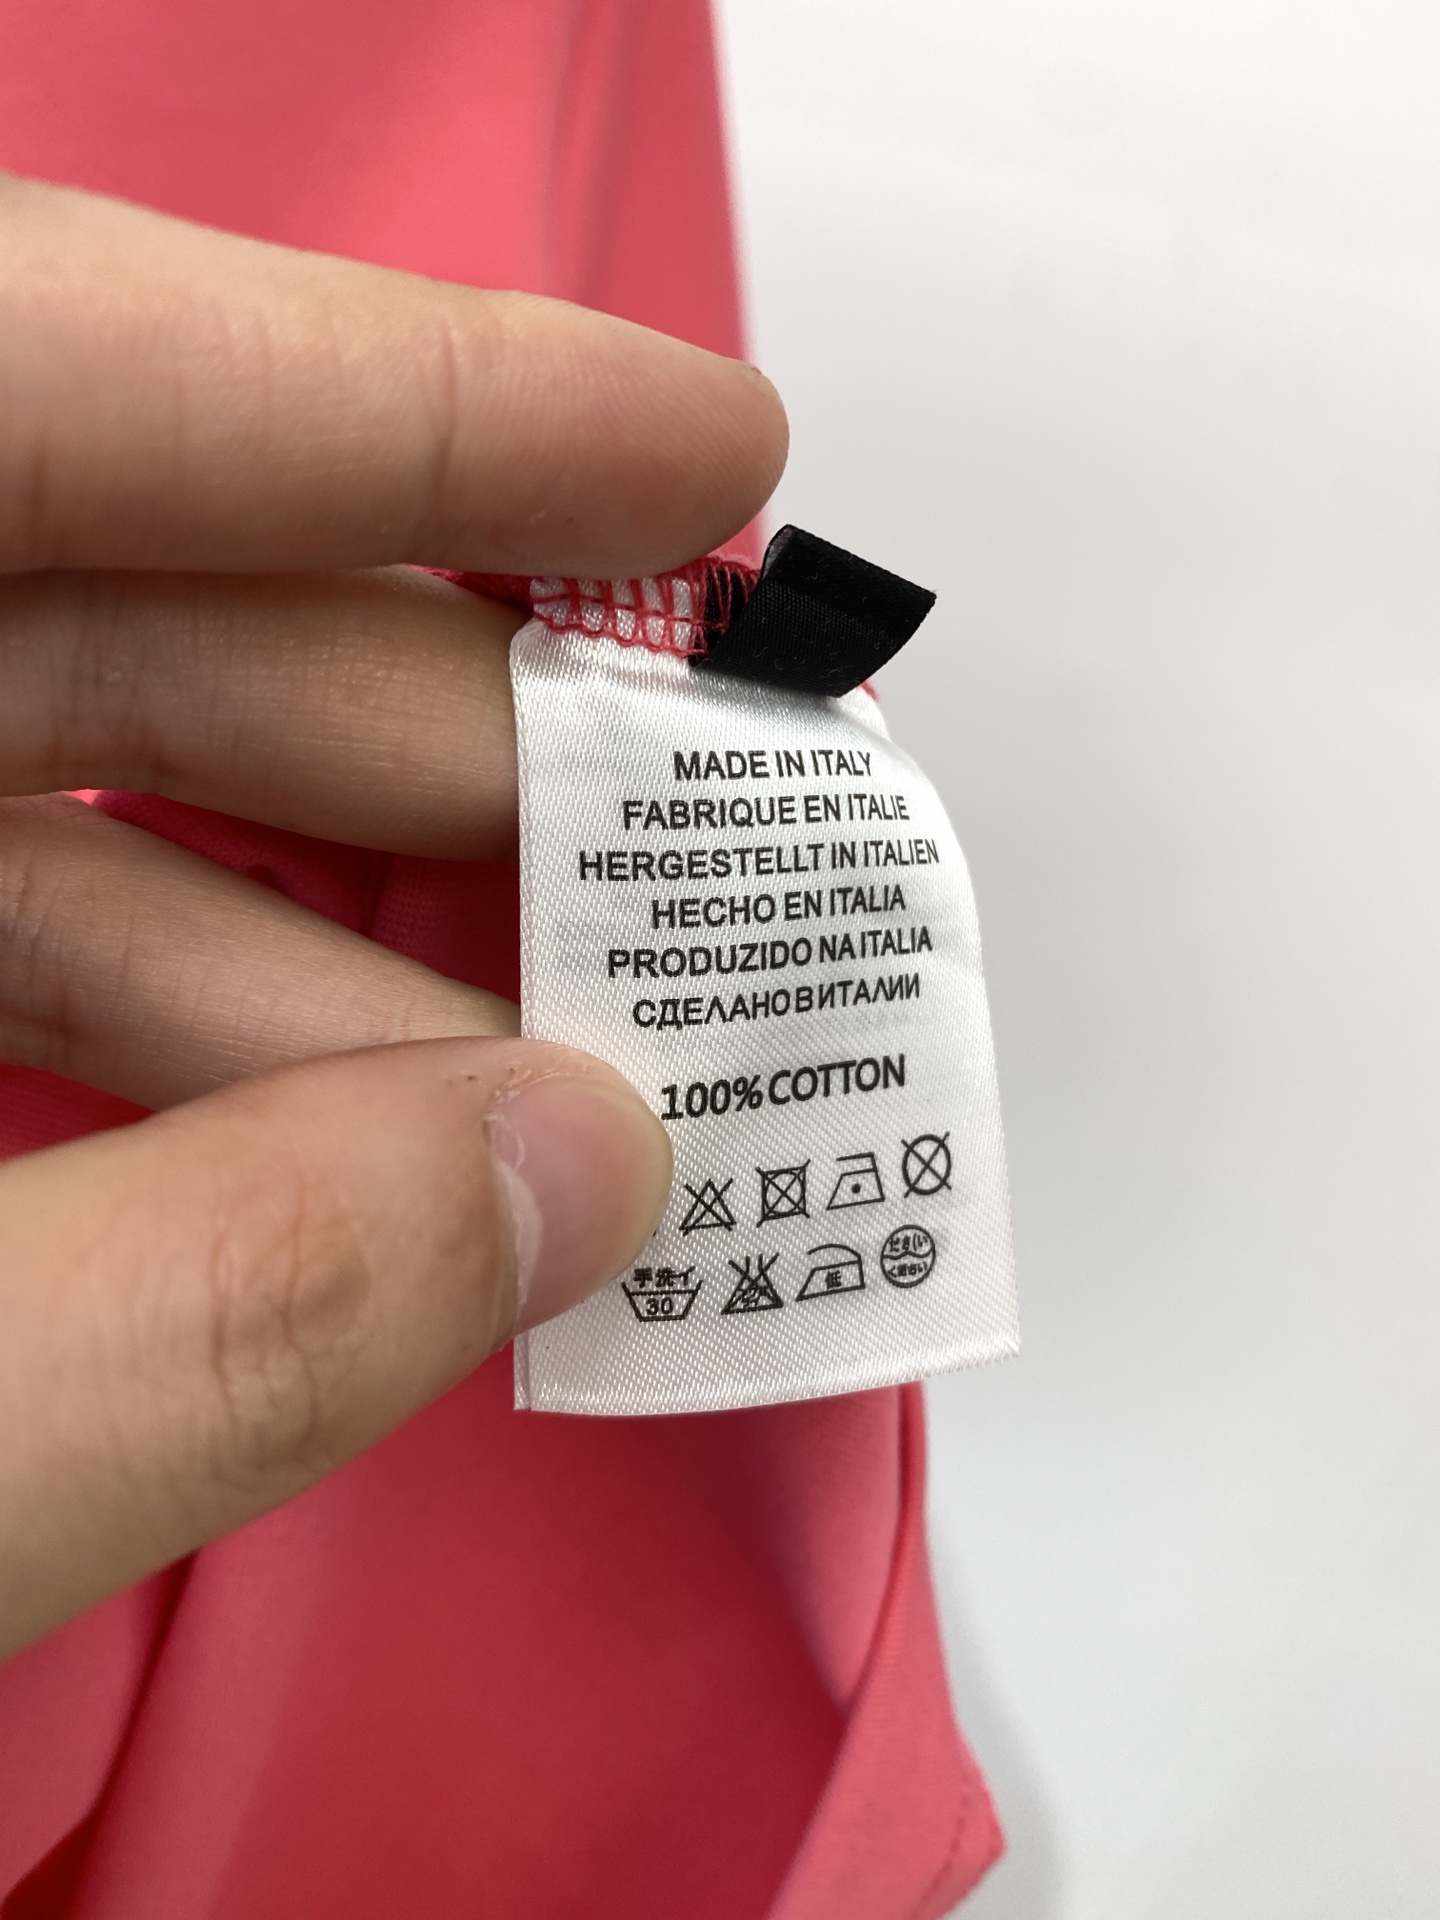 MADE IN ITALY
FABRIQUE EN ITALIE
HERGESTELLT IN ITALIEN
HECHO EN ITALIA
PRODUZIDO NA ITALIA
СДЕЛАНО В ИТАЛИИ
100% COTTON
手洗イ
30
低